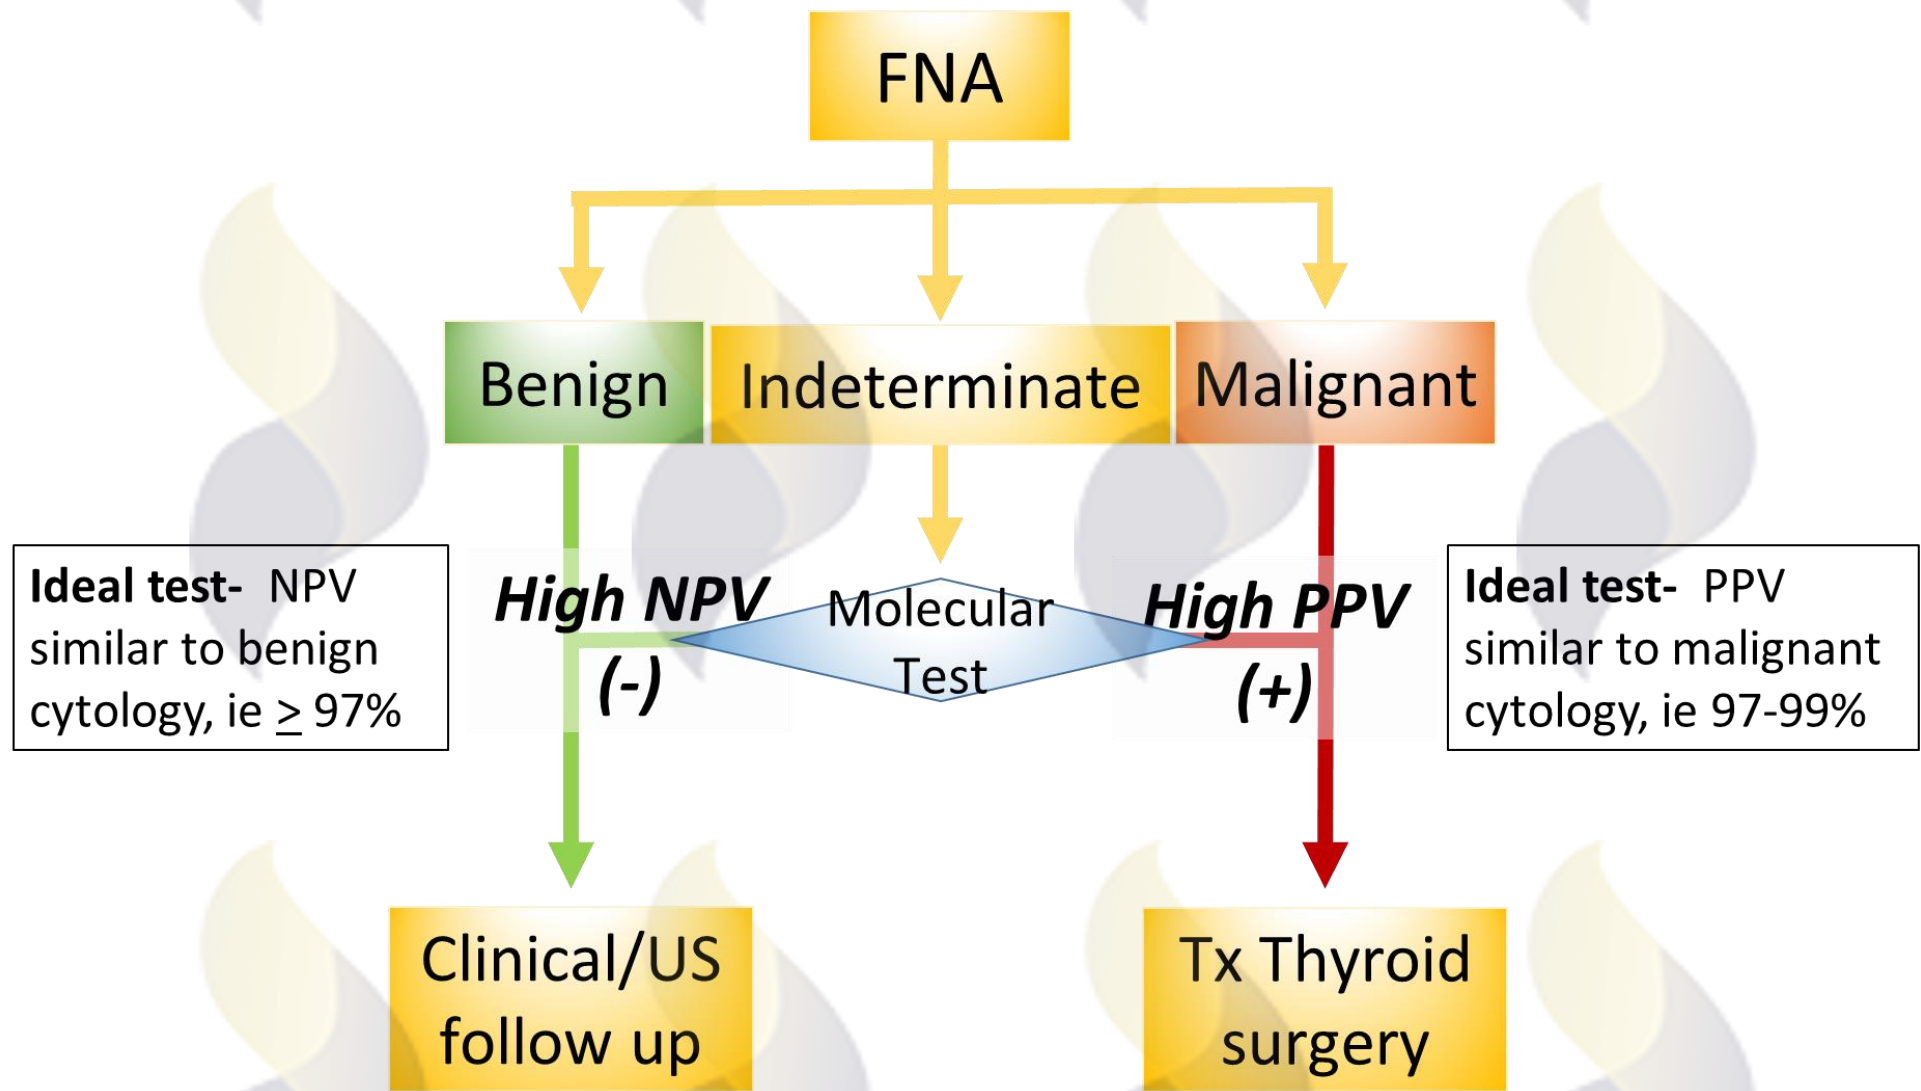 FNA
Benign
Indeterminate
Malignant
Ideal test- NPV
similar to benign
cytology, ie ≥ 97%
High NPV
(-)
Molecular
Test
High PPV
(+)
Ideal test- PPV
similar to malignant
cytology, ie 97-99%
Clinical/US
follow up
Tx Thyroid
surgery